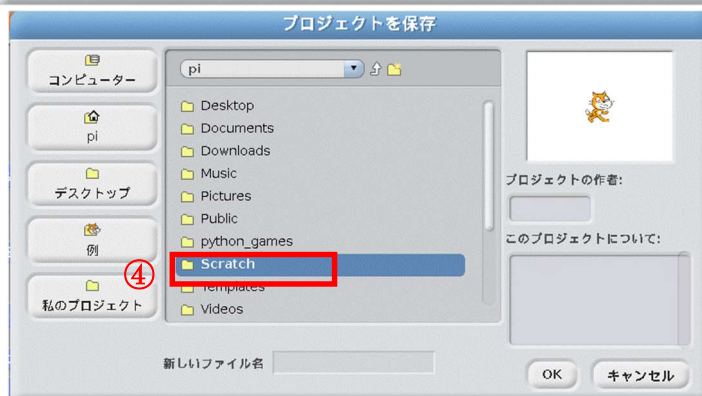 プロジェクトを保存
コンピューター
pi
デスクトップ
例
④
私のプロジェクト
pi
Desktop
Documents
Downloads
Music
Pictures
Public
python_games
Scratch
Templates
Videos
新しいファイル名
プロジェクトの作者:
このプロジェクトについて:
OK
キャンセル